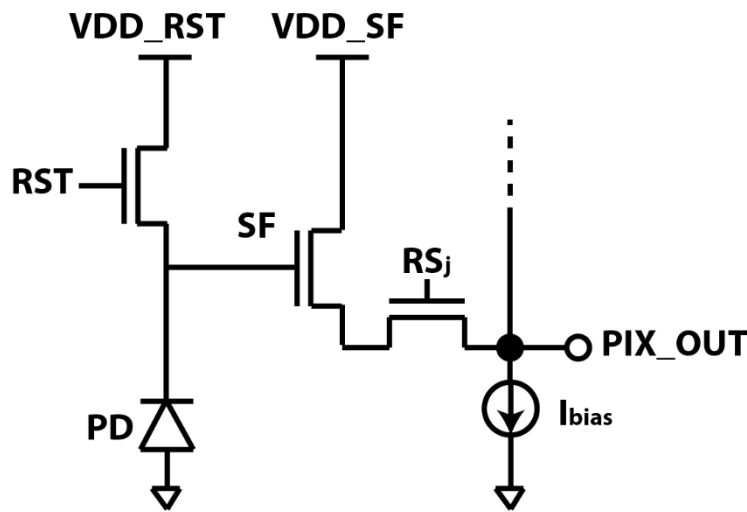 VDD_RST
VDD_SF
RST
SF
RSj
PIX_OUT
PD
Ibias